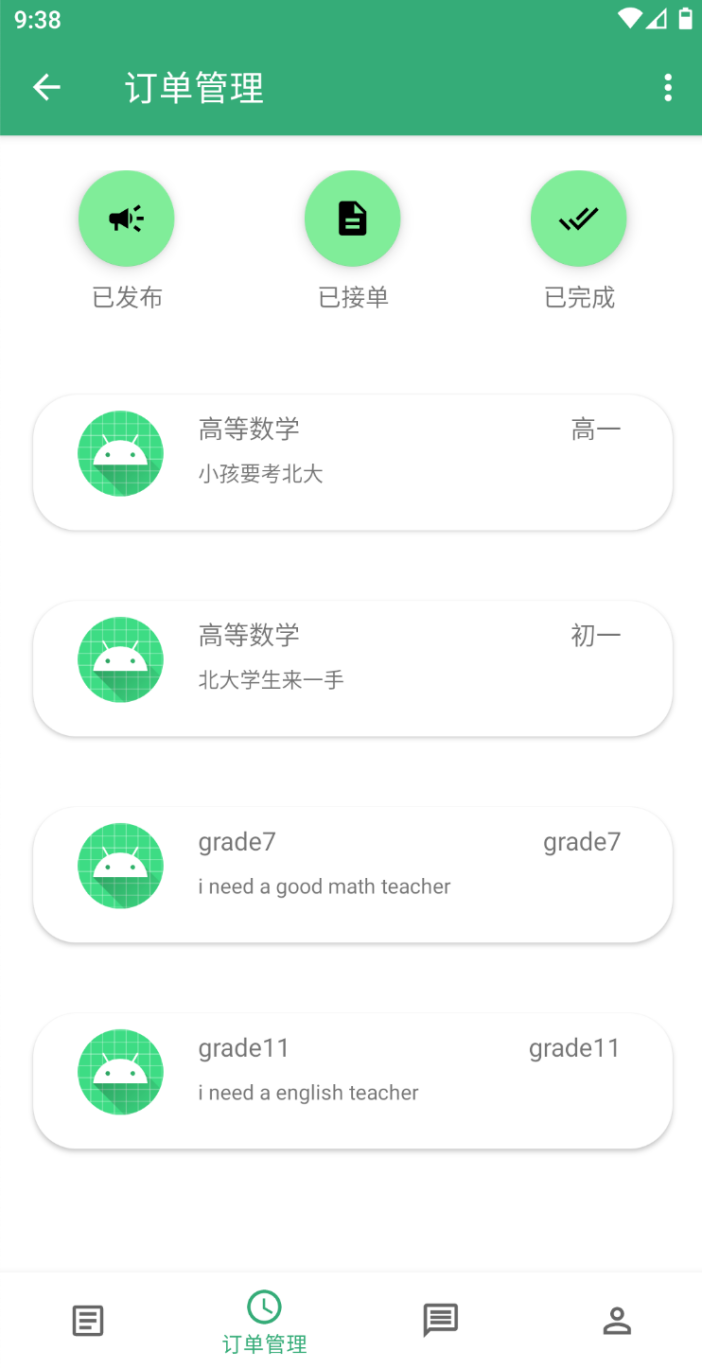 9:38
订单管理
已发布
已接单
已完成
高等数学 高一
小孩要考北大
高等数学 初一
北大学生来一手
grade7 grade7
i need a good math teacher
grade11 grade11
i need a english teacher
订单管理